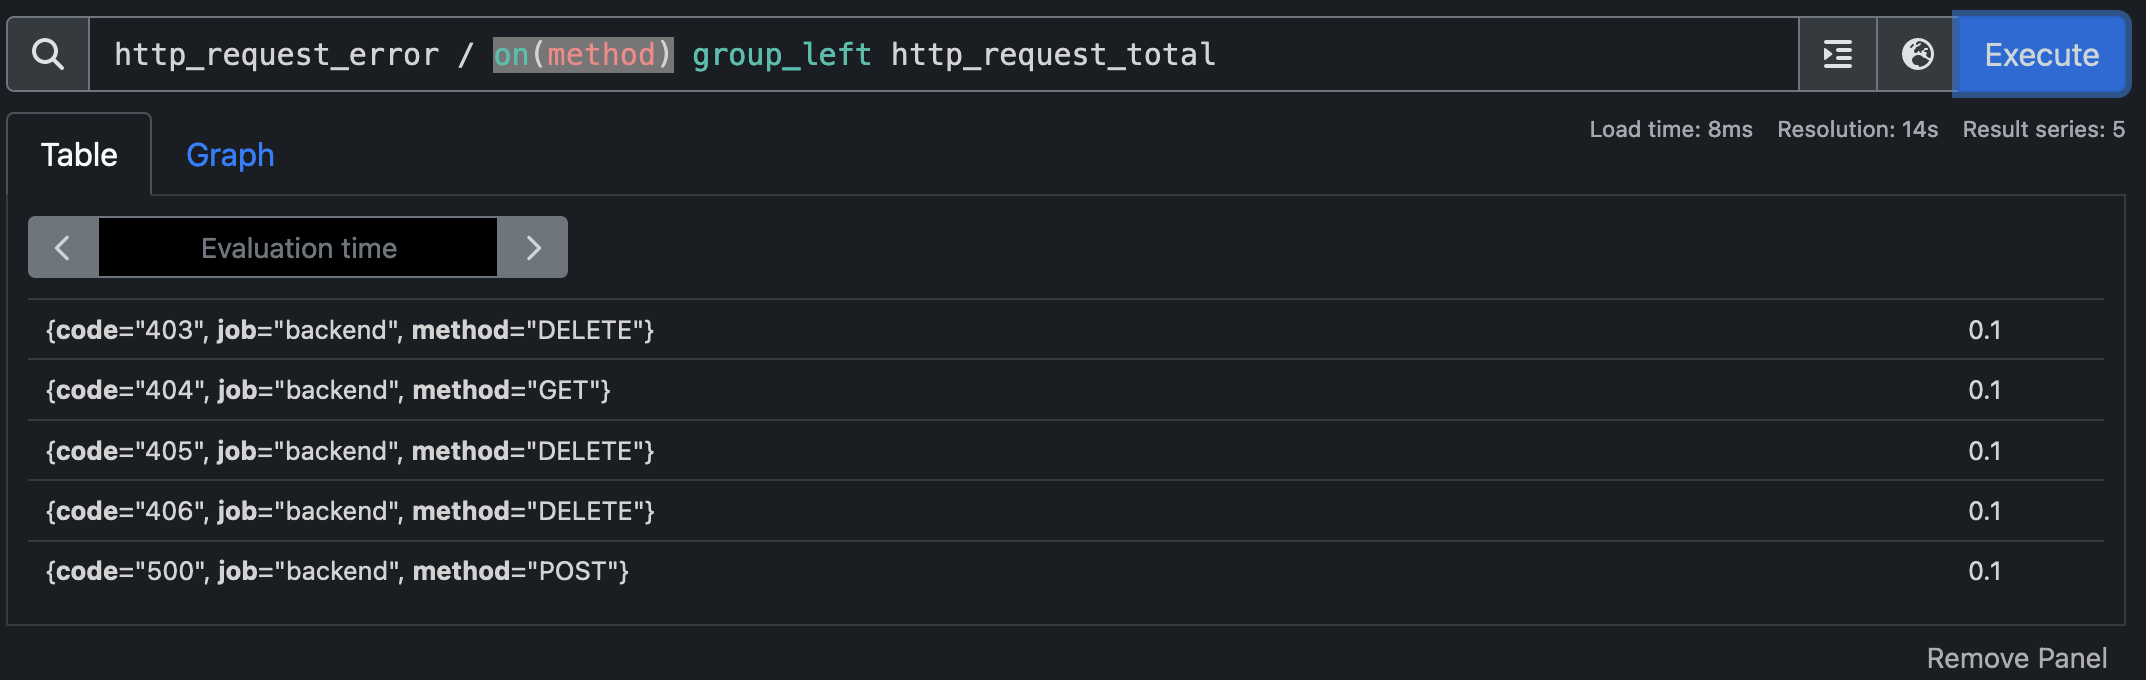 http_request_error / on(method) group_left http_request_total
Execute
Table
Graph
Load time: 8ms Resolution: 14s Result series: 5
Evaluation time
{code="403", job="backend", method="DELETE"} 0.1
{code="404", job="backend", method="GET"} 0.1
{code="405", job="backend", method="DELETE"} 0.1
{code="406", job="backend", method="DELETE"} 0.1
{code="500", job="backend", method="POST"} 0.1
Remove Panel